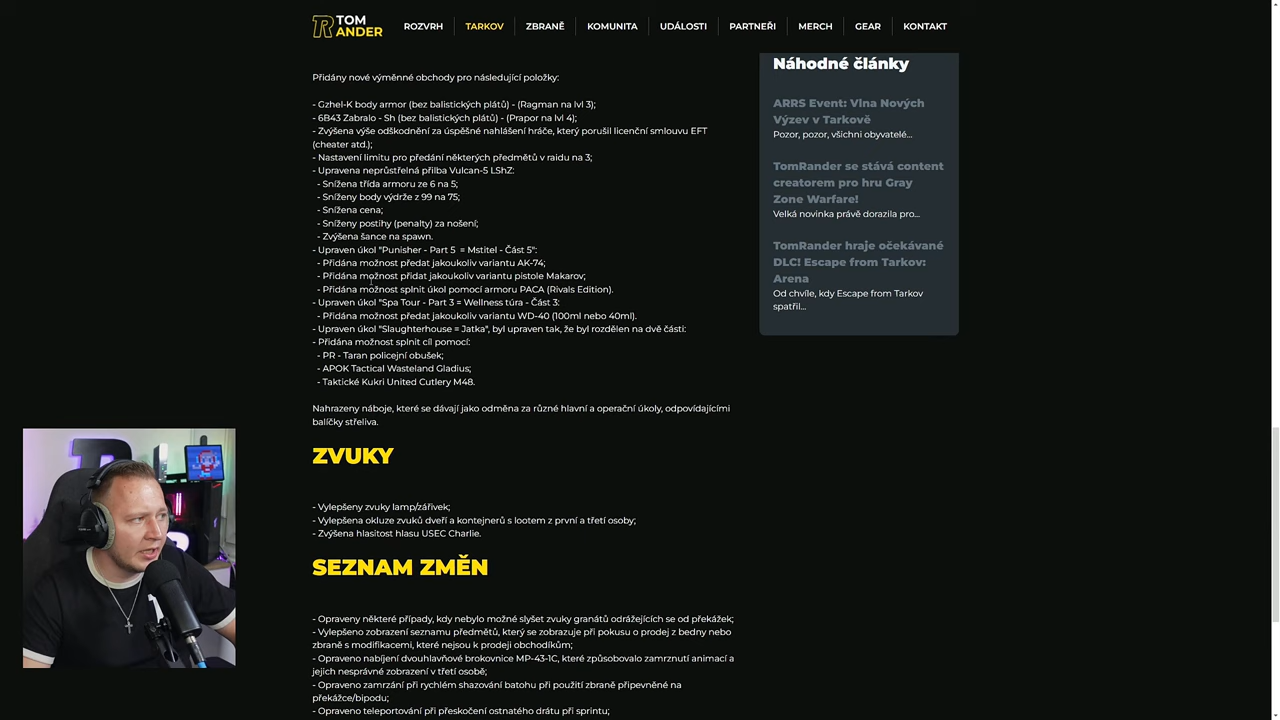 TOM
ANDER
ROZVRH
TARKOV
ZBRANĚ
KOMUNITA
UDÁLOSTI
PARTNEŘI
MERCH
GEAR
KONTAKT
Přidány nové výměnné obchody pro následující položky:
- Gzhel-K body armor (bez balistických plátů) - (Ragman na lvl 3);
- 6B43 Zabralo - Sh (bez balistických plátů) - (Prapor na lvl 4);
- Zvýšena výše odškodnění za úspěšné nahlášení hráče, který porušil licenční smlouvu EFT
(cheater atd.);
- Nastavení limitu pro předání některých předmětů v raidu na 3;
- Upravena neprůstřelná přilba Vulcan-5 LShZ:
- Snížena třída armoru ze 6 na 5;
- Sníženy body výdrže z 99 na 75;
- Snížena cena;
- Sníženy postihy (penalty) za nošení;
- Zvýšena šance na spawn.
- Upraven úkol "Punisher - Part 5 = Mstitel - Část 5":
- Přidána možnost předat jakoukoliv variantu AK-74;
- Přidána možnost přidat jakoukoliv variantu pistole Makarov;
- Přidána možnost splnit úkol pomocí armoru PACA (Rivals Edition).
- Upraven úkol "Spa Tour - Part 3 = Wellness túra - Část 3:
- Přidána možnost předat jakoukoliv variantu WD-40 (100ml nebo 40ml).
- Upraven úkol "Slaughterhouse = Jatka", byl upraven tak, že byl rozdělen na dvě části:
- Přidána možnost splnit cíl pomocí:
- PR - Taran policejní obušek;
- APOK Tactical Wasteland Gladius;
- Taktické Kukri United Cutlery M48.
Nahrazeny náboje, které se dávají jako odměna za různé hlavní a operační úkoly, odpovídajícími
balíčky střeliva.
ZVUKY
- Vylepšeny zvuky lamp/zářivek;
- Vylepšena okluze zvuků dveří a kontejnerů s lootem z první a třetí osoby;
- Zvýšena hlasitost hlasu USEC Charlie.
SEZNAM ZMĚN
- Opraveny některé případy, kdy nebylo možné slyšet zvuky granátů odrážejících se od překážek;
- Vylepšeno zobrazení seznamu předmětů, který se zobrazuje při pokusu o prodej z bedny nebo
zbraně s modifikacemi, které nejsou k prodeji obchodníkům;
- Opraveno nabíjení dvouhlavňové brokovnice MP-43-1C, které způsobovalo zamrznutí animací a
jejich nesprávné zobrazení v třetí osobě;
- Opraveno zamrzání při rychlém shazování batohu při použití zbraně připevněné na
překážce/bipodu;
- Opraveno teleportování při přeskočení ostnatého drátu při sprintu;
Náhodné články
ARRS Event: Vlna Nových
Výzev v Tarkově
Pozor, pozor, všichni obyvatelé...
TomRander se stává content
creatorem pro hru Gray
Zone Warfare!
Velká novinka právě dorazila pro...
TomRander hraje očekávané
DLC! Escape from Tarkov:
Arena
Od chvíle, kdy Escape from Tarkov
spatřil...